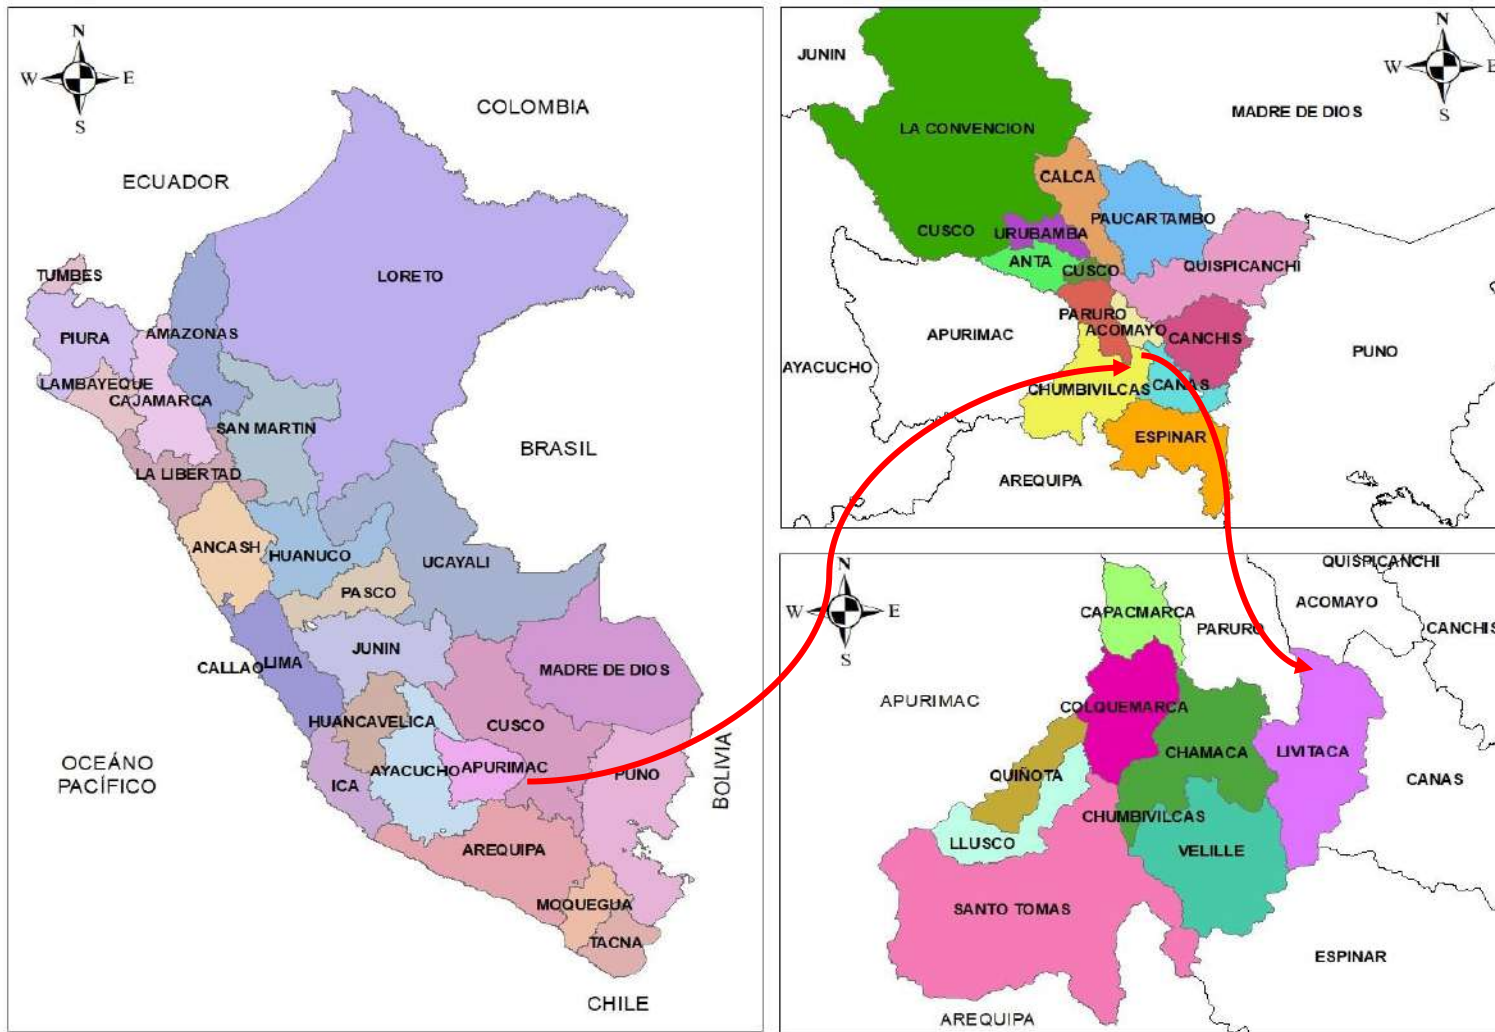 N
W
E
S
COLOMBIA
ECUADOR
TUMBES
LORETO
PIURA
AMAZONAS
LAMBAYEQUE
CAJAMARCA
SAN MARTIN
BRASIL
LA LIBERTAD
ANCASH
HUANUCO
UCAYALI
PASCO
JUNIN
CALLAO
LIMA
MADRE DE DIOS
HUANCAVELICA
CUSCO
OCEÁNO
PACÍFICO
ICA
AYACUCHO
APURIMAC
PUNO
BOLIVIA
AREQUIPA
MOQUEGUA
TACNA
CHILE
N
W
E
S
JUNIN
MADRE DE DIOS
LA CONVENCION
CALCA
PAUCARTAMBO
CUSCO
URUBAMBA
ANTA
CUSCO
QUISPICANCHI
PARURO
ACOMAYO
APURIMAC
CANCHIS
PUNO
AYACUCHO
CHUMBIVILCAS
CANAS
ESPINAR
AREQUIPA
N
W
E
S
QUISPICANCHI
ACOMAYO
CAPACMARCA
PARURO
CANCHIS
APURIMAC
COLQUEMARCA
CHAMACA
LIVITACA
QUIÑOTA
CANAS
CHUMBIVILCAS
LLUSCO
VELILLE
SANTO TOMAS
ESPINAR
AREQUIPA